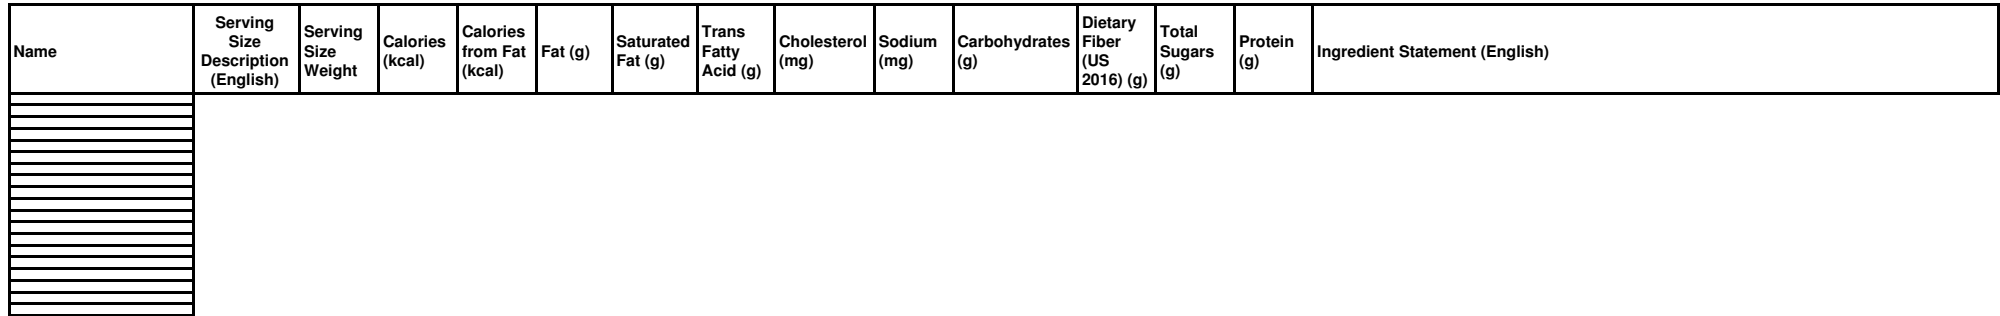 Name
Serving
Size
Description
(English)
Serving
Size
Weight
Calories
(kcal)
Calories
from Fat
(kcal)
Fat (g)
Saturated
Fat (g)
Trans
Fatty
Acid (g)
Cholesterol
(mg)
Sodium
(mg)
Carbohydrates
(g)
Dietary
Fiber
(US
2016) (g)
Total
Sugars
(g)
Protein
(g)
Ingredient Statement (English)